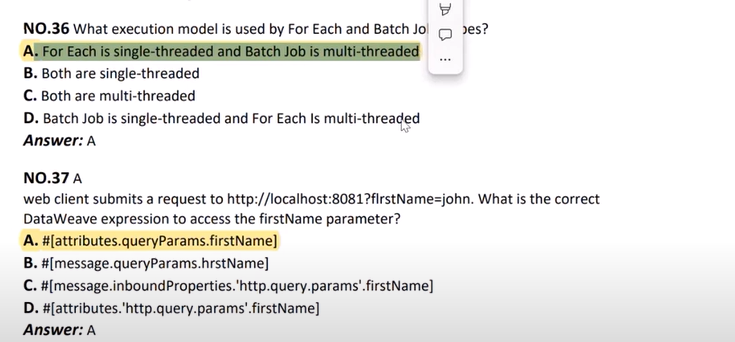 NO.36 What execution model is used by For Each and Batch Jo pes?
A. For Each is single-threaded and Batch Job is multi-threaded
B. Both are single-threaded
C. Both are multi-threaded
D. Batch Job is single-threaded and For Each Is multi-threaded
Answer: A
NO.37 A
web client submits a request to http://localhost:8081?flrstName=john. What is the correct
DataWeave expression to access the firstName parameter?
A. #[attributes.queryParams.firstName]
B. #[message.queryParams.hrstName]
C. #[message.inboundProperties.'http.query.params'.firstName]
D. #[attributes.'http.query.params'.firstName]
Answer: A